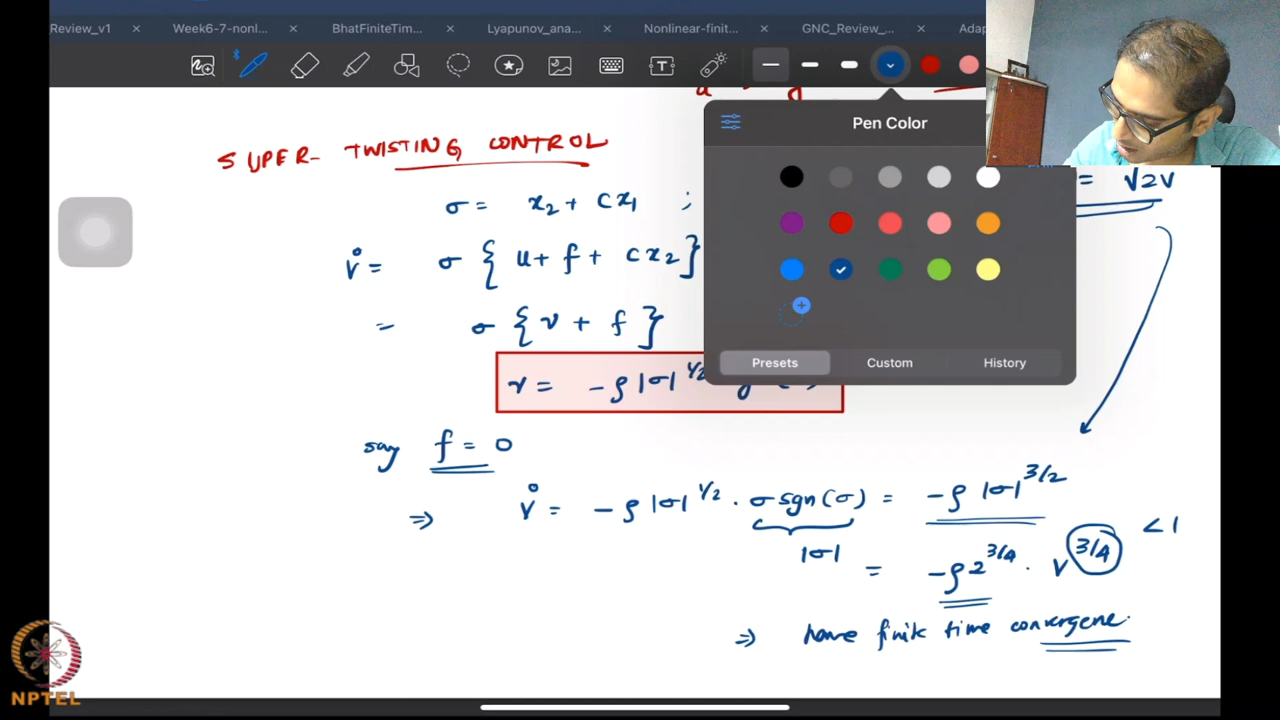 Review_v1 × Week6-7-nonl... × BhatFiniteTim... × Lyapunov_ana... × Nonlinear-finit... × GNC_Review_... × Adap
SUPER-TWISTING CONTROL
Pen Color
σ = x₂ + cx₁ ;
= √2V
V̇ = σ { u + f + cx₂ }
= σ { ν + f }
ν = -ρ |σ|^1/2
Presets Custom History
say f = 0
⇒ V̇ = -ρ |σ|^1/2 · σ sgn(σ) = -ρ |σ|^3/2
|σ| = -ρ 2^3/4 · V^3/4 < 1
⇒ have finite time convergene.
NPTEL